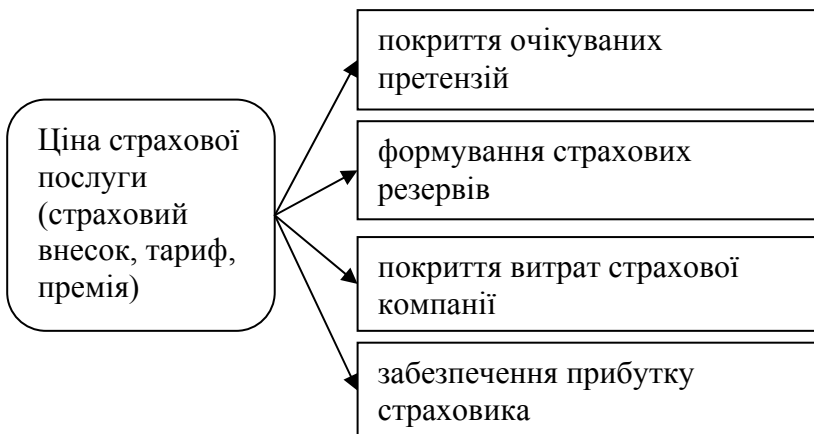 Ціна страхової
послуги
(страховий
внесок, тариф,
премія)
покриття очікуваних
претензій
формування страхових
резервів
покриття витрат страхової
компанії
забезпечення прибутку
страховика